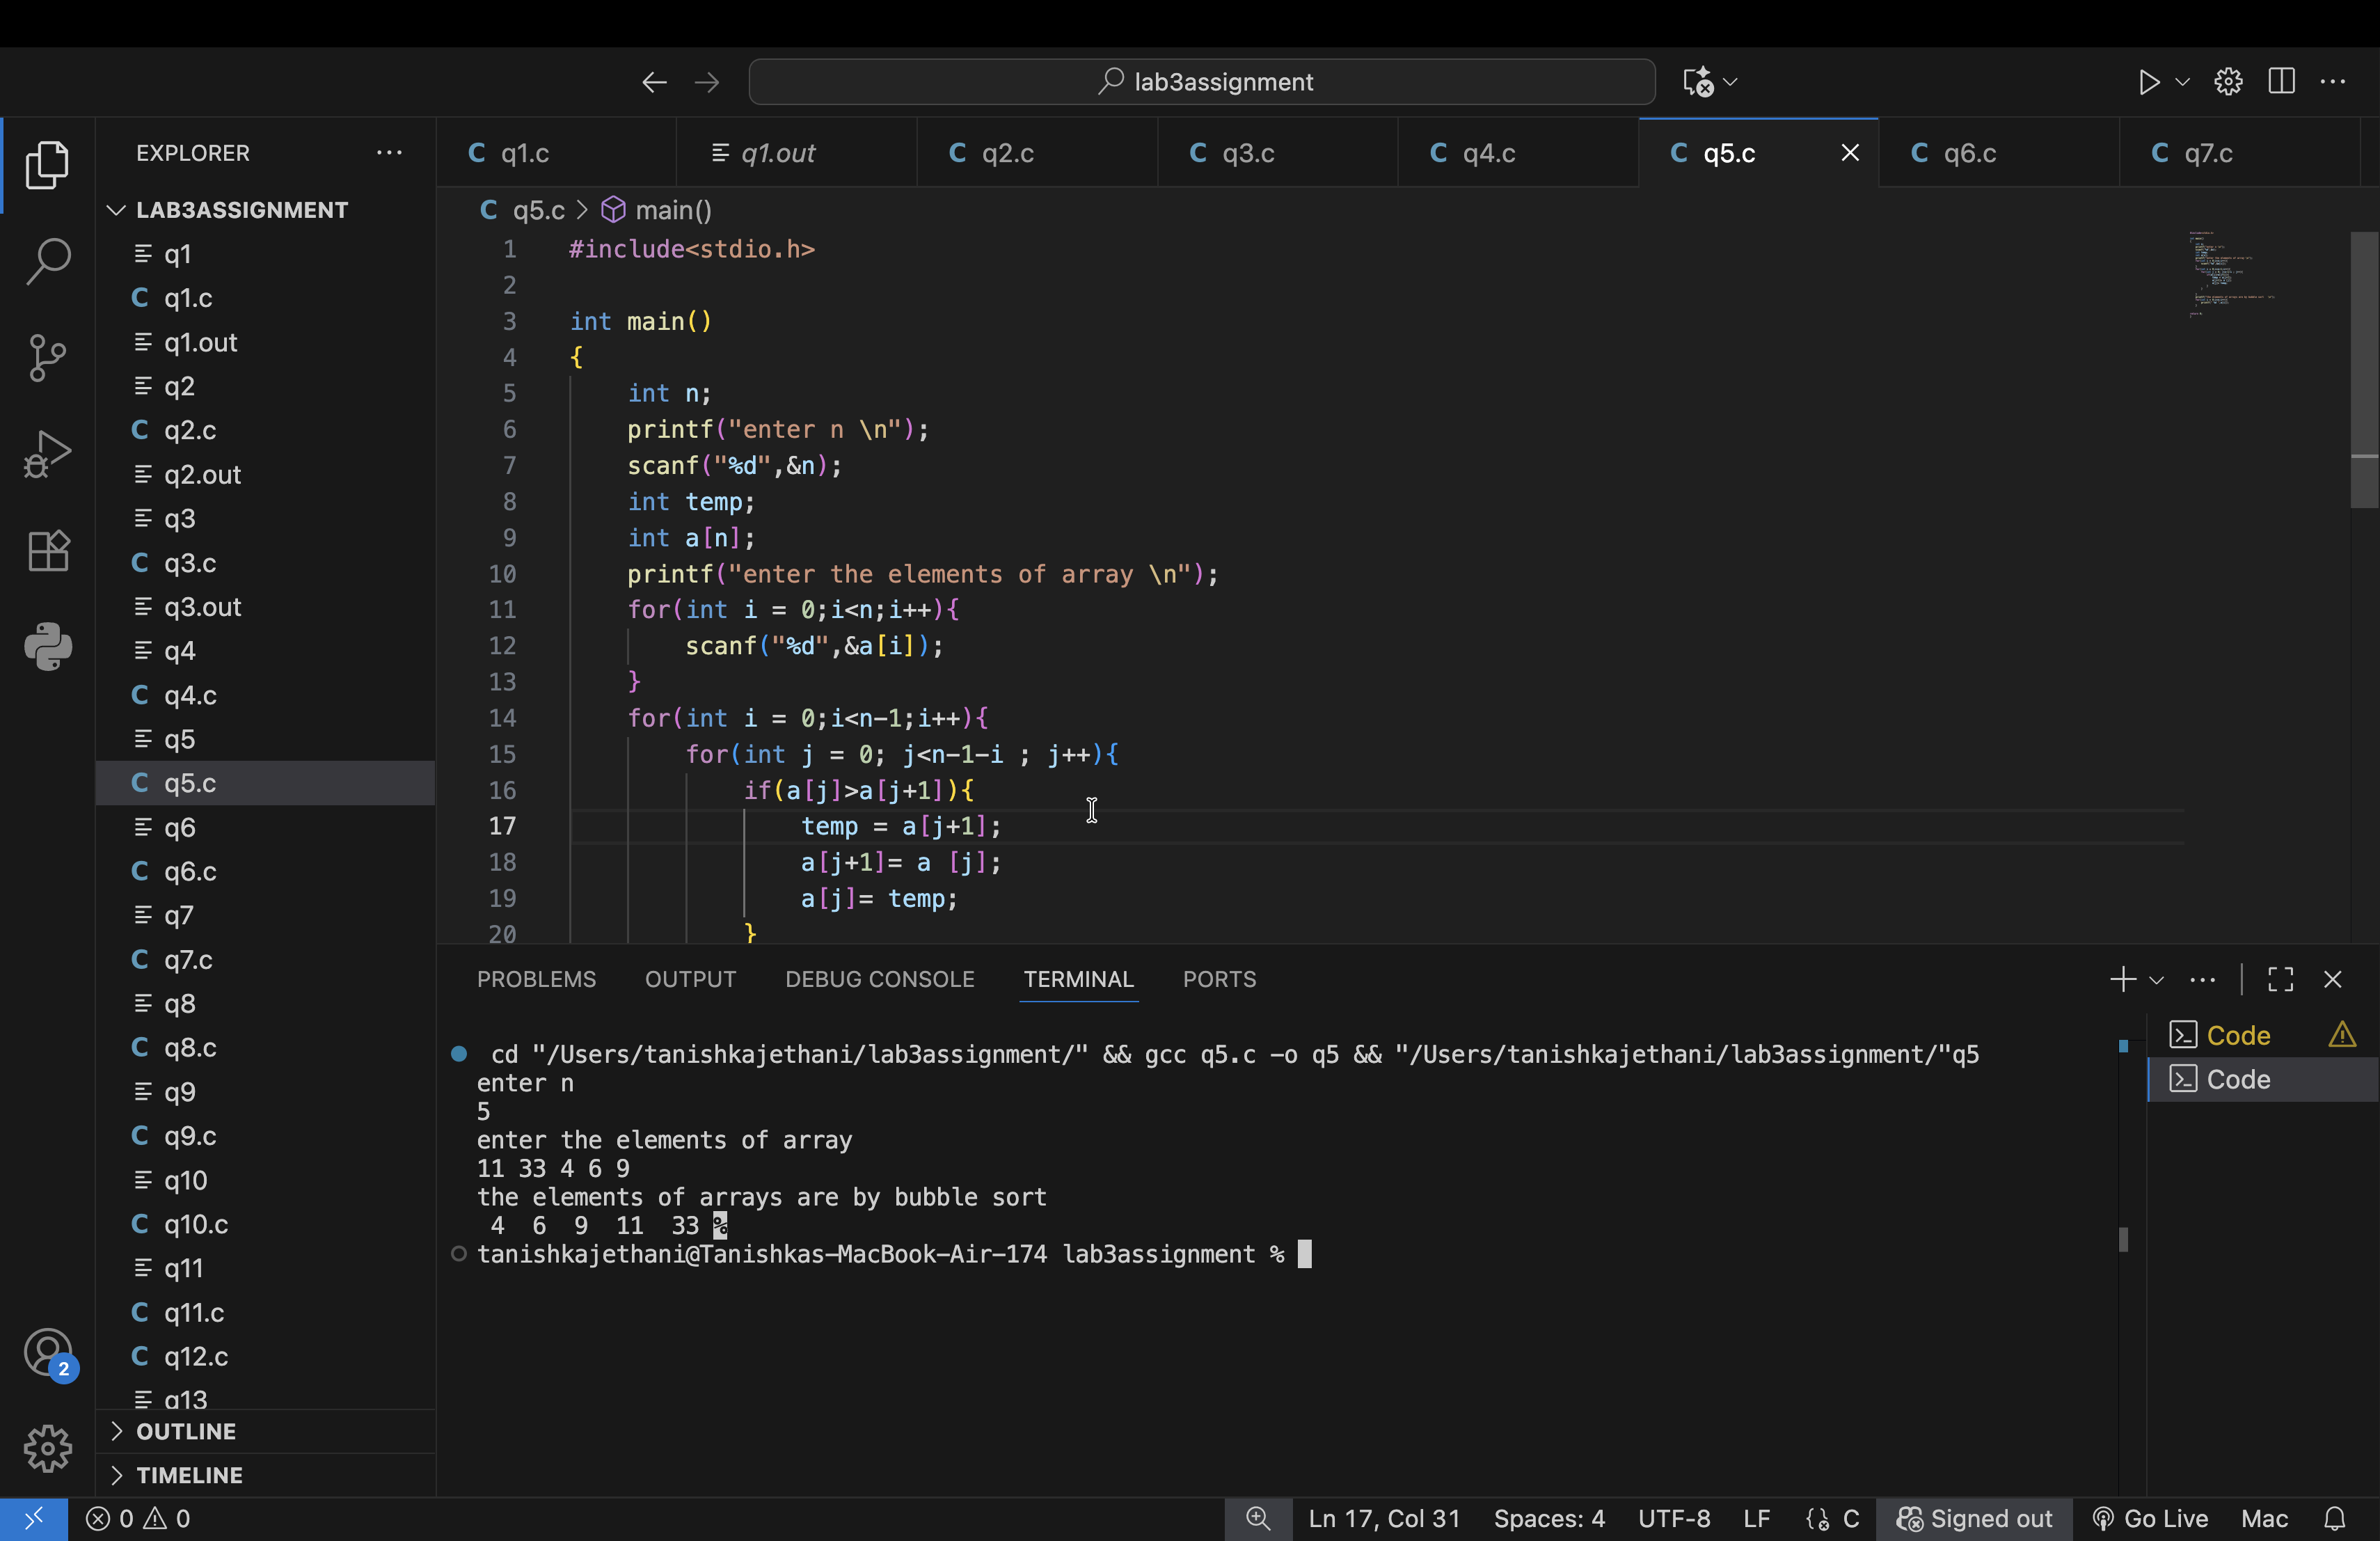 lab3assignment
EXPLORER
q1.c
q1.out
q2.c
q3.c
q4.c
q5.c
q6.c
q7.c
LAB3ASSIGNMENT
q1
q1.c
q1.out
q2
q2.c
q2.out
q3
q3.c
q3.out
q4
q4.c
q5
q5.c
q6
q6.c
q7
q7.c
q8
q8.c
q9
q9.c
q10
q10.c
q11
q11.c
q12.c
q13
OUTLINE
TIMELINE
q5.c > main()
1 #include<stdio.h>
2
3 int main()
4 {
5 int n;
6 printf("enter n \n");
7 scanf("%d",&n);
8 int temp;
9 int a[n];
10 printf("enter the elements of array \n");
11 for(int i = 0;i<n;i++){
12 scanf("%d",&a[i]);
13 }
14 for(int i = 0;i<n-1;i++){
15 for(int j = 0; j<n-1-i ; j++){
16 if(a[j]>a[j+1]){
17 temp = a[j+1];
18 a[j+1]= a [j];
19 a[j]= temp;
20 }
PROBLEMS OUTPUT DEBUG CONSOLE TERMINAL PORTS
cd "/Users/tanishkajethani/lab3assignment/" && gcc q5.c -o q5 && "/Users/tanishkajethani/lab3assignment/"q5
enter n
5
enter the elements of array
11 33 4 6 9
the elements of arrays are by bubble sort
4 6 9 11 33 %
tanishkajethani@Tanishkas-MacBook-Air-174 lab3assignment %
Code
Code
2
0 0
Ln 17, Col 31 Spaces: 4 UTF-8 LF C Signed out Go Live Mac